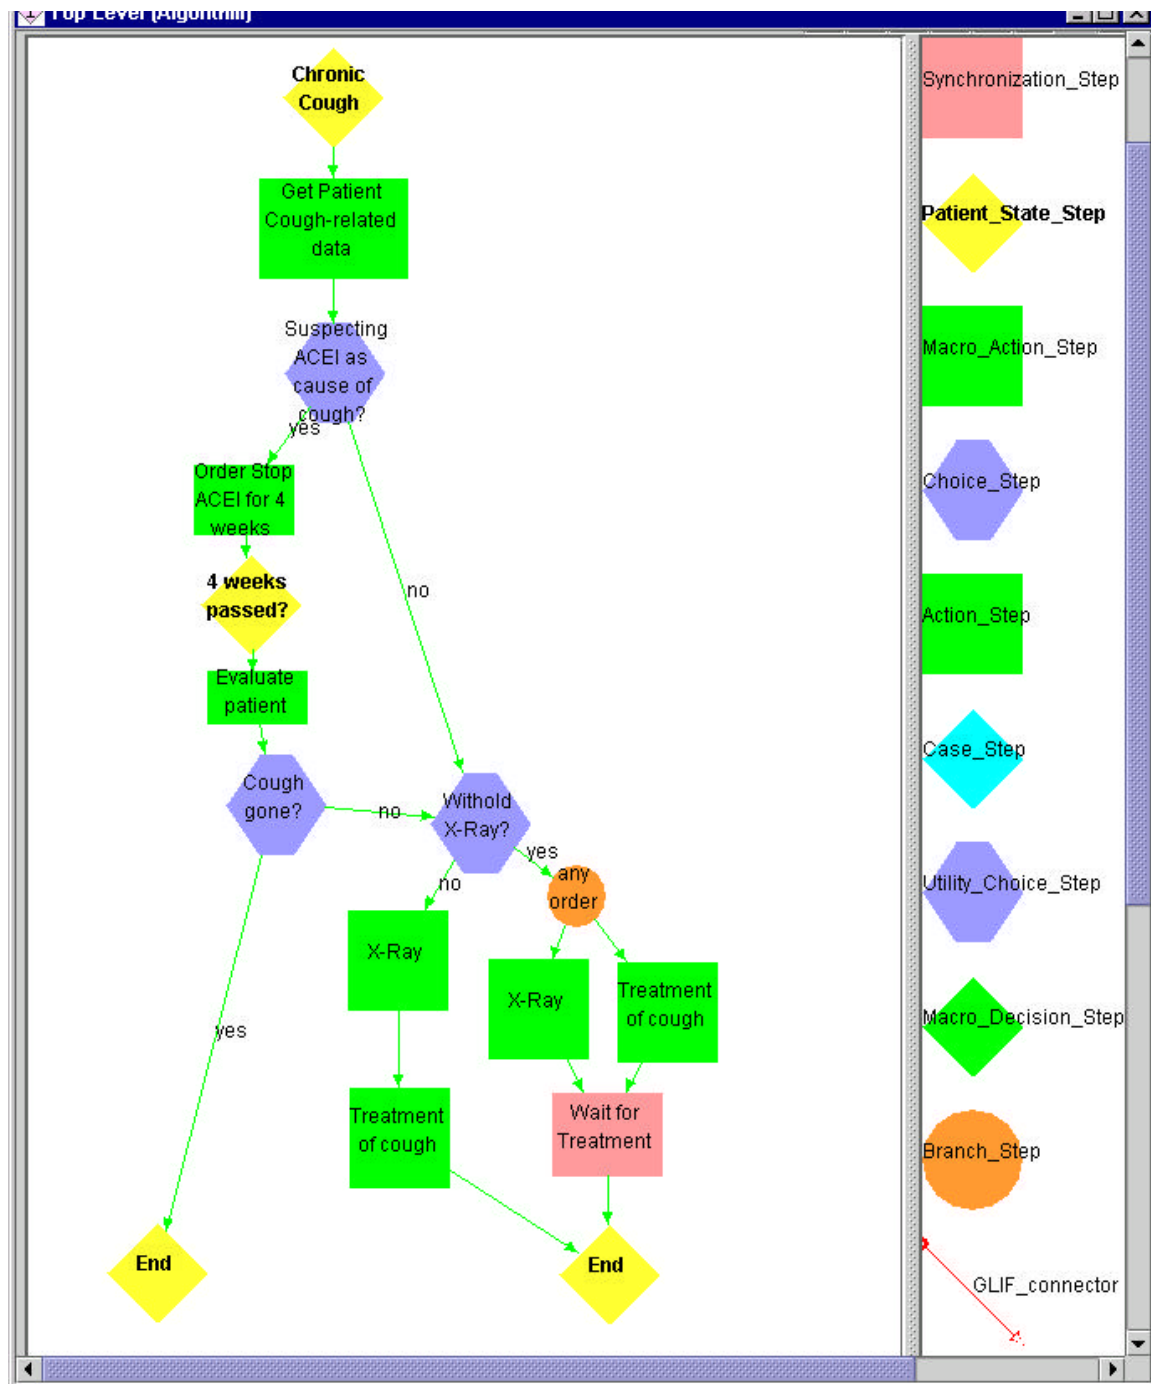 Top Level (Algorithm)
Chronic
Cough
Get Patient
Cough-related
data
Suspecting
ACEI as
cause of
cough?
yes
Order Stop
ACEI for 4
weeks
no
4 weeks
passed?
Evaluate
patient
Cough
gone?
no
Withold
X-Ray?
yes
no
any
order
X-Ray
X-Ray
Treatment
of cough
yes
Treatment
of cough
Wait for
Treatment
End
End
Synchronization_Step
Patient_State_Step
Macro_Action_Step
Choice_Step
Action_Step
Case_Step
Utility_Choice_Step
Macro_Decision_Step
Branch_Step
GLIF_connector